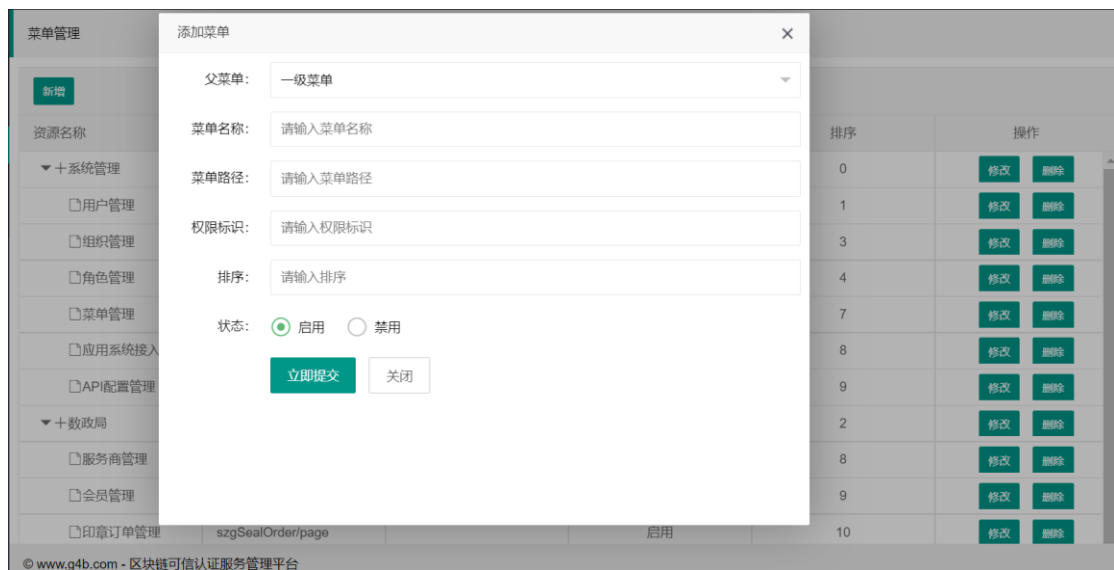 菜单管理
添加菜单
新增
父菜单： 一级菜单
菜单名称： 请输入菜单名称
菜单路径： 请输入菜单路径
权限标识： 请输入权限标识
排序： 请输入排序
状态： 启用 禁用
立即提交 关闭
资源名称 排序 操作
系统管理 0 修改 删除
用户管理 1 修改 删除
组织管理 3 修改 删除
角色管理 4 修改 删除
菜单管理 7 修改 删除
应用系统接入 8 修改 删除
API配置管理 9 修改 删除
数政局 2 修改 删除
服务商管理 8 修改 删除
会员管理 9 修改 删除
印章订单管理 szgSealOrder/page 启用 10 修改 删除
© www.g4b.com - 区块链可信认证服务管理平台